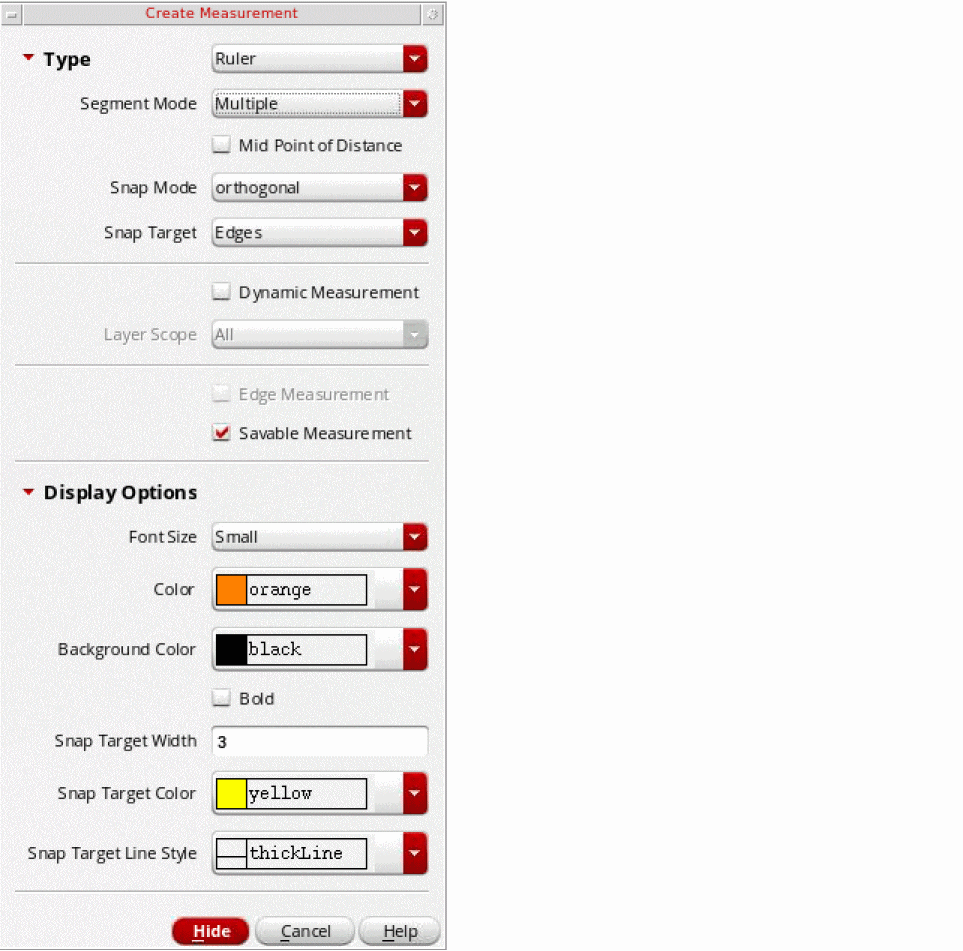 Create Measurement
Type Ruler
Segment Mode Multiple
Mid Point of Distance
Snap Mode orthogonal
Snap Target Edges
Dynamic Measurement
Layer Scope All
Edge Measurement
Savable Measurement
Display Options
Font Size Small
Color orange
Background Color black
Bold
Snap Target Width 3
Snap Target Color yellow
Snap Target Line Style thickLine
Hide Cancel Help